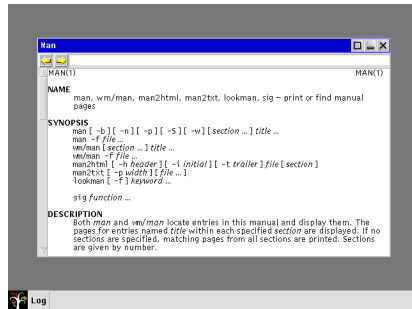 Man
MAN(1) MAN(1)
NAME
man, wm/man, man2html, man2txt, lookman, sig – print or find manual
pages
SYNOPSIS
man [ -b ][ -n ][ -p ][ -S ][ -w ][ section ... ] title ...
man -f file ...
wm/man [ section ... ] title ...
wm/man -f file ...
man2html [ -h header ][ -i initial ][ -t trailer ] file [ section ]
man2txt [ -p width ][ file ... ]
lookman [ -f ] keyword ...
sig function ...
DESCRIPTION
Both man and wm/man locate entries in this manual and display them. The
pages for entries named title within each specified section are displayed. If no
sections are specified, matching pages from all sections are printed. Sections
are given by number.
Log